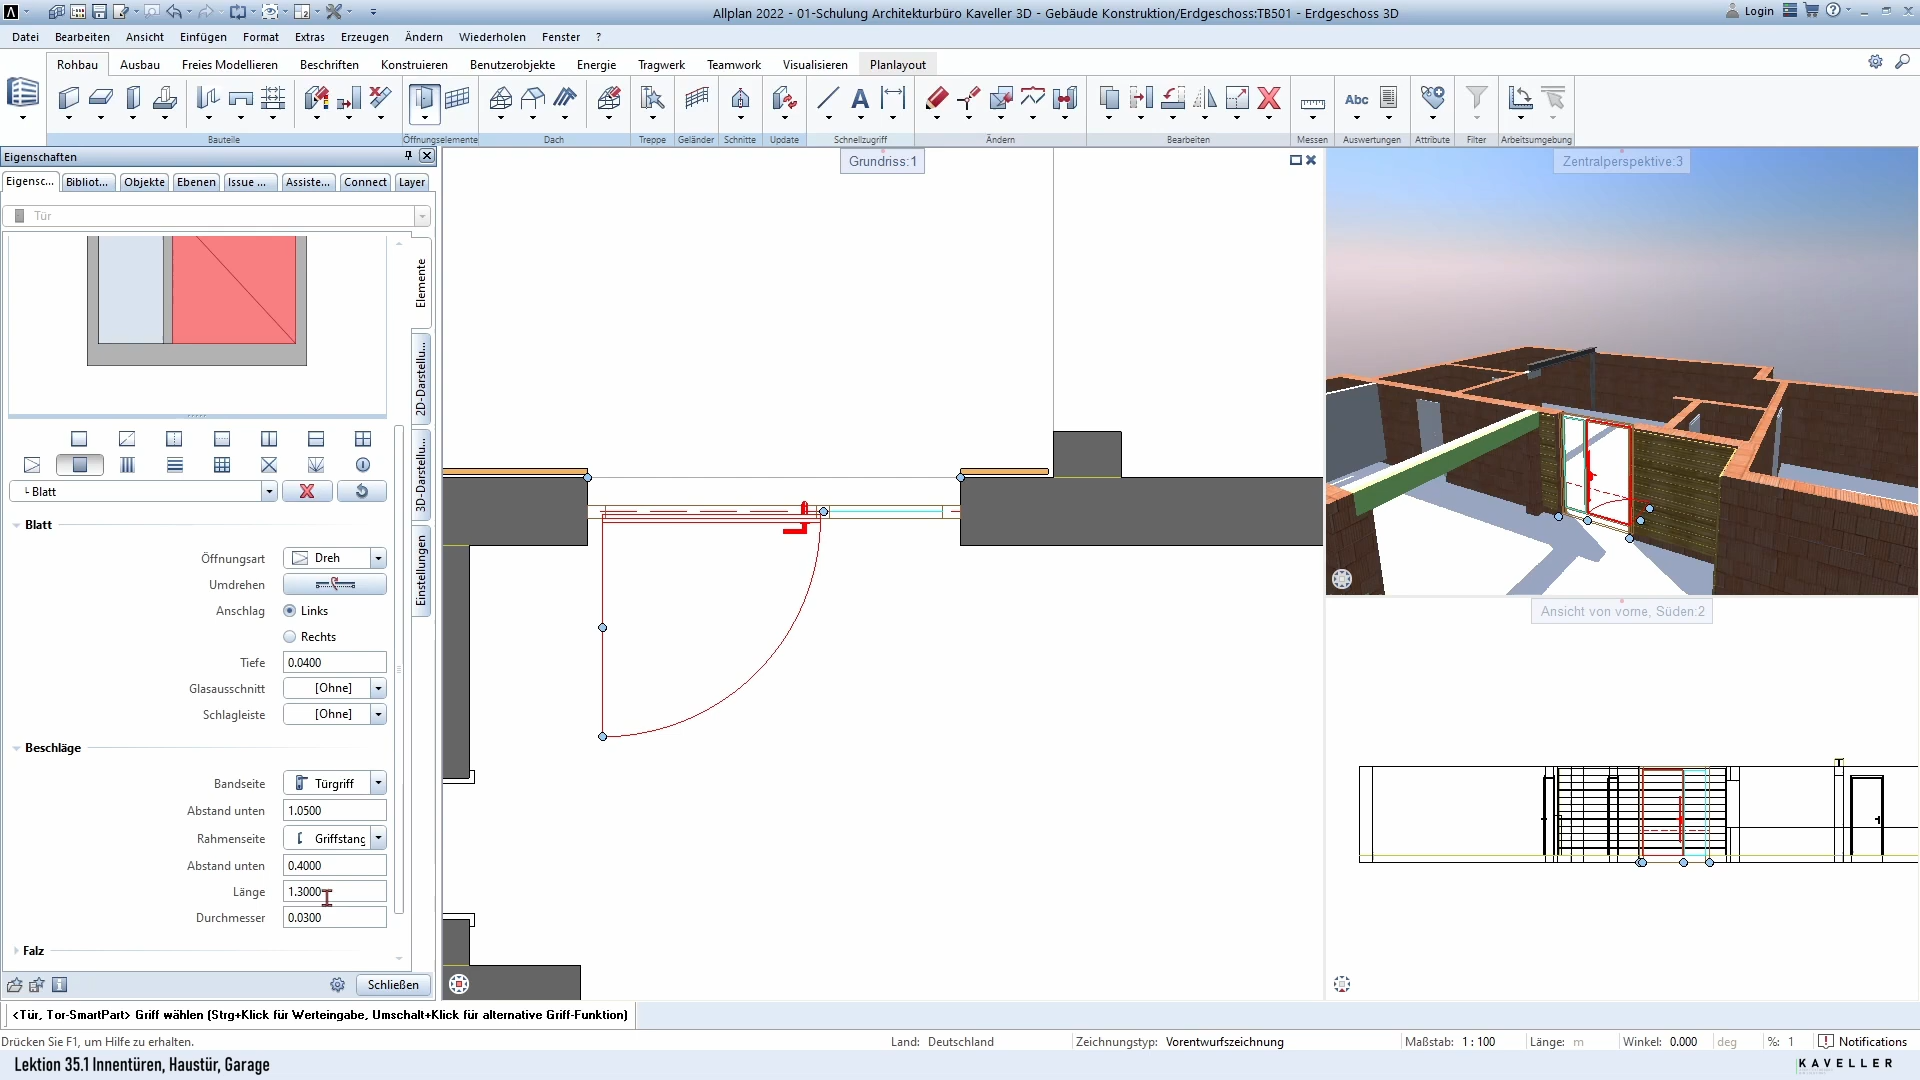 Allplan 2022 - 01-Schulung Architekturbüro Kaveller 3D - Gebäude Konstruktion/Erdgeschoss:TB501 - Erdgeschoss 3D
Login
Datei Bearbeiten Ansicht Einfügen Format Extras Erzeugen Ändern Wiederholen Fenster ?
Rohbau Ausbau Freies Modellieren Beschriften Konstruieren Benutzerobjekte Energie Tragwerk Teamwork Visualisieren Planlayout
Abc
Bauteile Öffnungselemente Dach Treppe Geländer Schnitte Update Schnellzugriff Ändern Bearbeiten Messen Auswertungen Attribute Filter Arbeitsumgebung
Eigenschaften
Eigensc... Bibliot... Objekte Ebenen Issue ... Assiste... Connect Layer
Tür
Elemente
2D-Darstellu...
3D-Darstellu...
Einstellungen
Blatt
Blatt
Öffnungsart Dreh
Umdrehen
Anschlag Links
Rechts
Tiefe 0.0400
Glasausschnitt [Ohne]
Schlagleiste [Ohne]
Beschläge
Bandseite Türgriff
Abstand unten 1.0500
Rahmenseite Griffstang
Abstand unten 0.4000
Länge 1.3000
Durchmesser 0.0300
Falz
Schließen
Grundriss:1
Zentralperspektive:3
Ansicht von vorne, Süden:2
<Tür, Tor-SmartPart> Griff wählen (Strg+Klick für Werteingabe, Umschalt+Klick für alternative Griff-Funktion)
Drücken Sie F1, um Hilfe zu erhalten.
Land: Deutschland Zeichnungstyp: Vorentwurfszeichnung Maßstab: 1 : 100 Länge: m Winkel: 0.000 deg %: 1 Notifications
Lektion 35.1 Innentüren, Haustür, Garage
KAVELLER